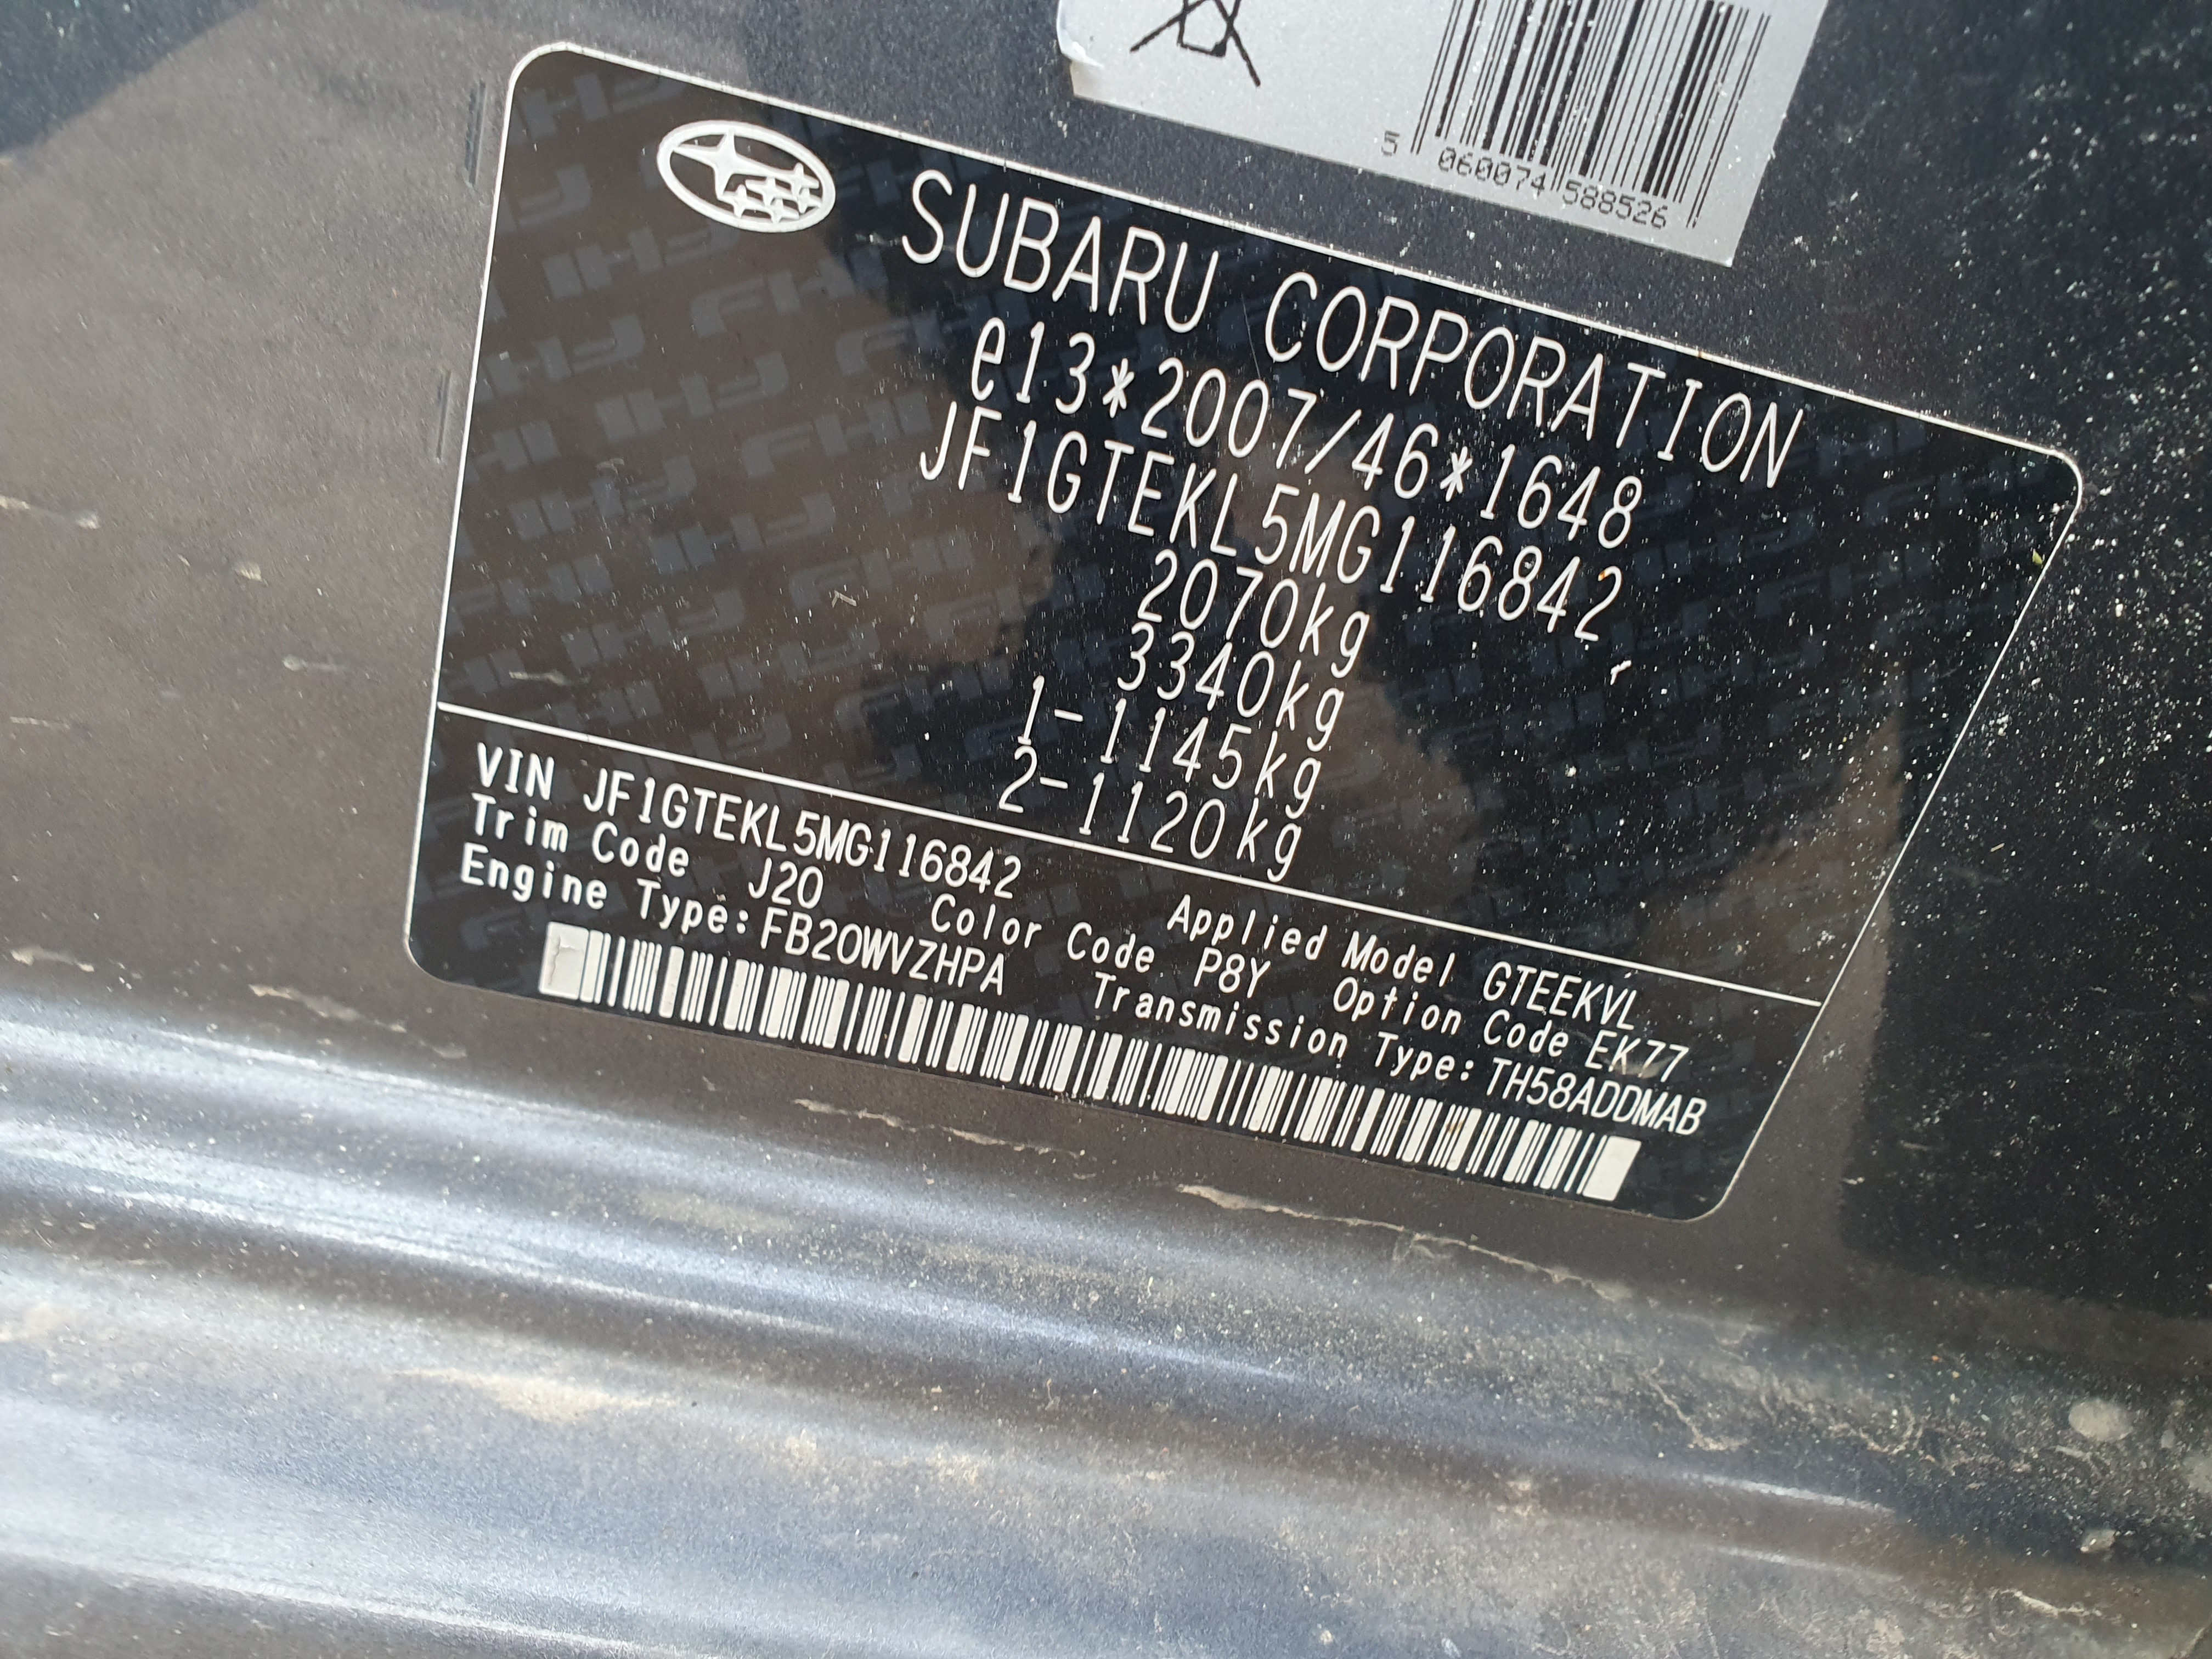 5 060074 588526
SUBARU CORPORATION
e13*2007/46*1648
JF1GTEKL5MG116842
2070kg
3340kg
1- 1145kg
2- 1120kg
VIN JF1GTEKL5MG116842 Applied Model GTEEKVL
Trim Code J20 Color Code P8Y Option Code EK77
Engine Type: FB20WVZHPA Transmission Type: TH58ADDMAB